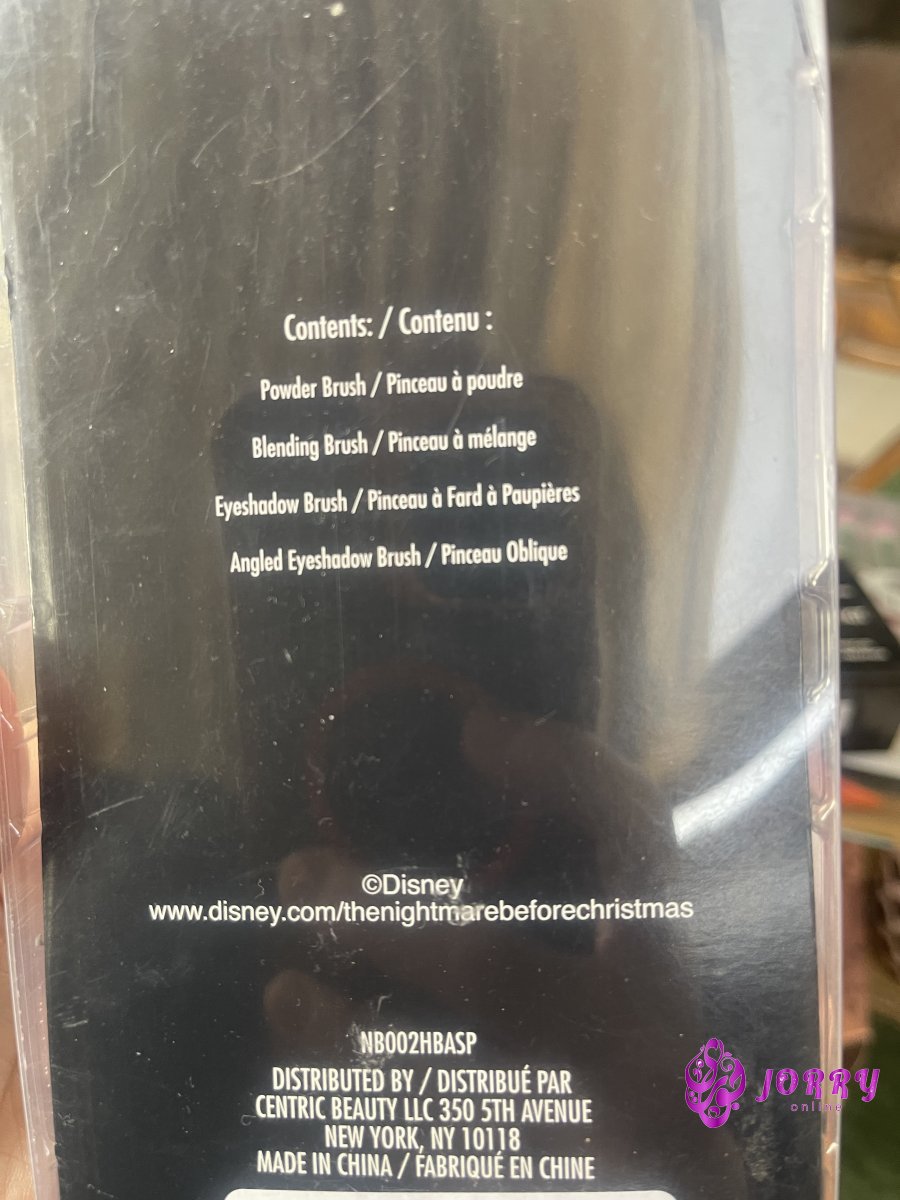 Contents: / Contenu :
Powder Brush / Pinceau à poudre
Blending Brush / Pinceau à mélange
Eyeshadow Brush / Pinceau à Fard à Paupières
Angled Eyeshadow Brush / Pinceau Oblique
©Disney
www.disney.com/thenightmarebeforechristmas
NB002HBASP
DISTRIBUTED BY / DISTRIBUÉ PAR
CENTRIC BEAUTY LLC 350 5TH AVENUE
NEW YORK, NY 10118
MADE IN CHINA / FABRIQUÉ EN CHINE
JORRY
online